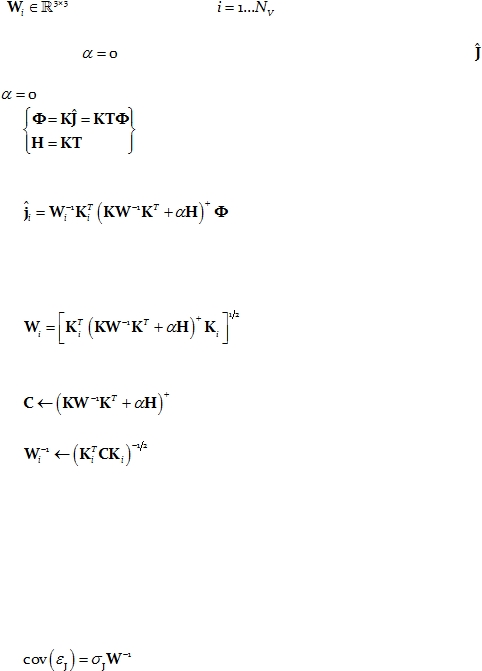 W_i ∈ ℝ^{3×3} i = 1...N_V
α = 0 Ĵ
α = 0
{Φ = KĴ = KTΦ
H = KT}
ĵ_i = W_i^{-1} K_i^T (KW^{-1}K^T + αH)^+ Φ
W_i = [K_i^T (KW^{-1}K^T + αH)^+ K_i]^{1/2}
C ← (KW^{-1}K^T + αH)^+
W_i^{-1} ← (K_i^T CK_i)^{-1/2}
cov(ε_J) = σ_J W^{-1}